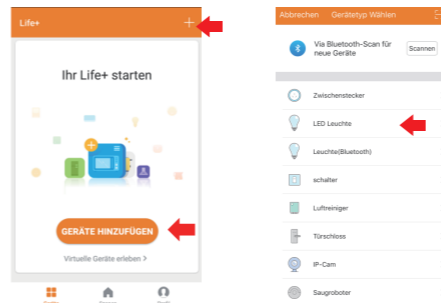 Life+
Ihr Life+ starten
GERÄTE HINZUFÜGEN
Virtuelle Geräte erleben >
Abbrechen Gerätetyp Wählen
Via Bluetooth-Scan für
neue Geräte
Scannen
Zwischenstecker
LED Leuchte
Leuchte(Bluetooth)
schalter
Luftreiniger
Türschloss
IP-Cam
Saugroboter